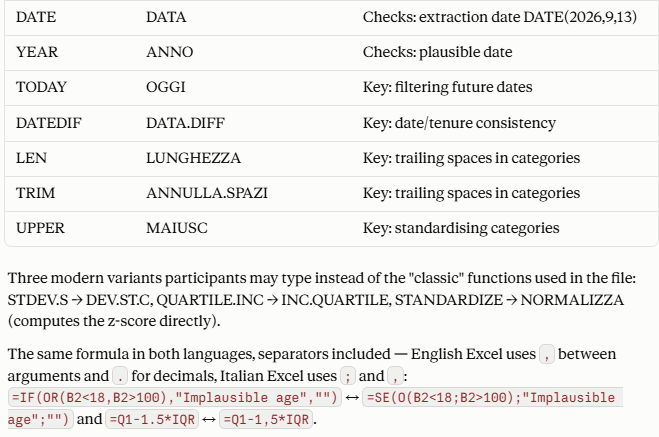 DATE DATA Checks: extraction date DATE(2026,9,13)
YEAR ANNO Checks: plausible date
TODAY OGGI Key: filtering future dates
DATEDIF DATA.DIFF Key: date/tenure consistency
LEN LUNGHEZZA Key: trailing spaces in categories
TRIM ANNULLA.SPAZI Key: trailing spaces in categories
UPPER MAIUSC Key: standardising categories
Three modern variants participants may type instead of the "classic" functions used in the file:
STDEV.S → DEV.ST.C, QUARTILE.INC → INC.QUARTILE, STANDARDIZE → NORMALIZZA
(computes the z-score directly).
The same formula in both languages, separators included — English Excel uses , between
arguments and . for decimals, Italian Excel uses ; and ,:
=IF(OR(B2<18,B2>100),"Implausible age","") ↔ =SE(O(B2<18;B2>100);"Implausible
age";"") and =Q1-1.5*IQR ↔ =Q1-1,5*IQR.